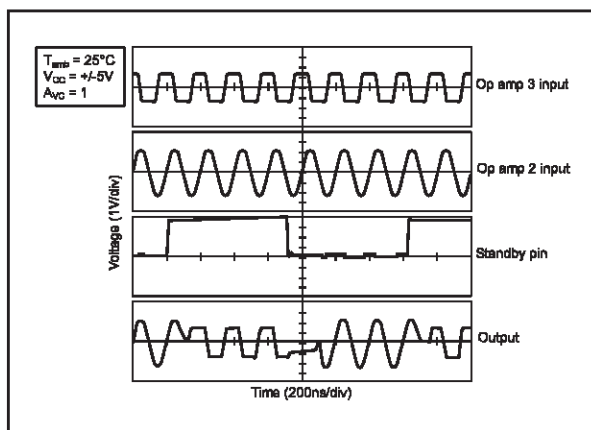 Tamb = 25°C
VCC = +/-5V
AVC = 1
Op amp 3 input
Op amp 2 input
Standby pin
Output
Voltage (1V/div)
Time (200ns/div)